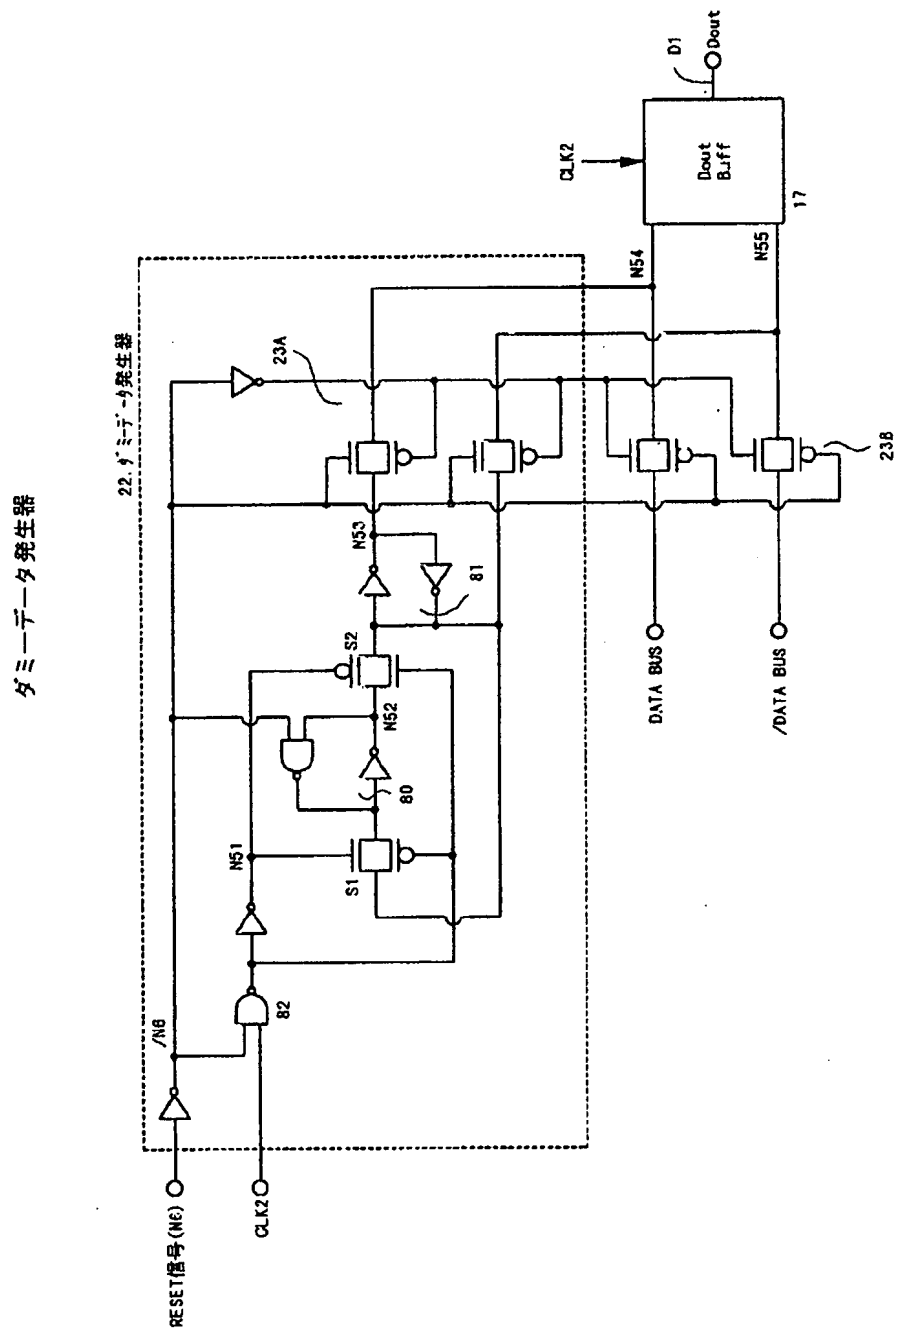 ダミーデータ発生器
22.ダミーデータ発生器
RESET信号(N6)
CLK2
/N6
82
N51
S1
80
N52
S2
81
N53
23A
23B
DATA BUS
/DATA BUS
N54
N55
CLK2
Dout
Buff
17
D1
Dout